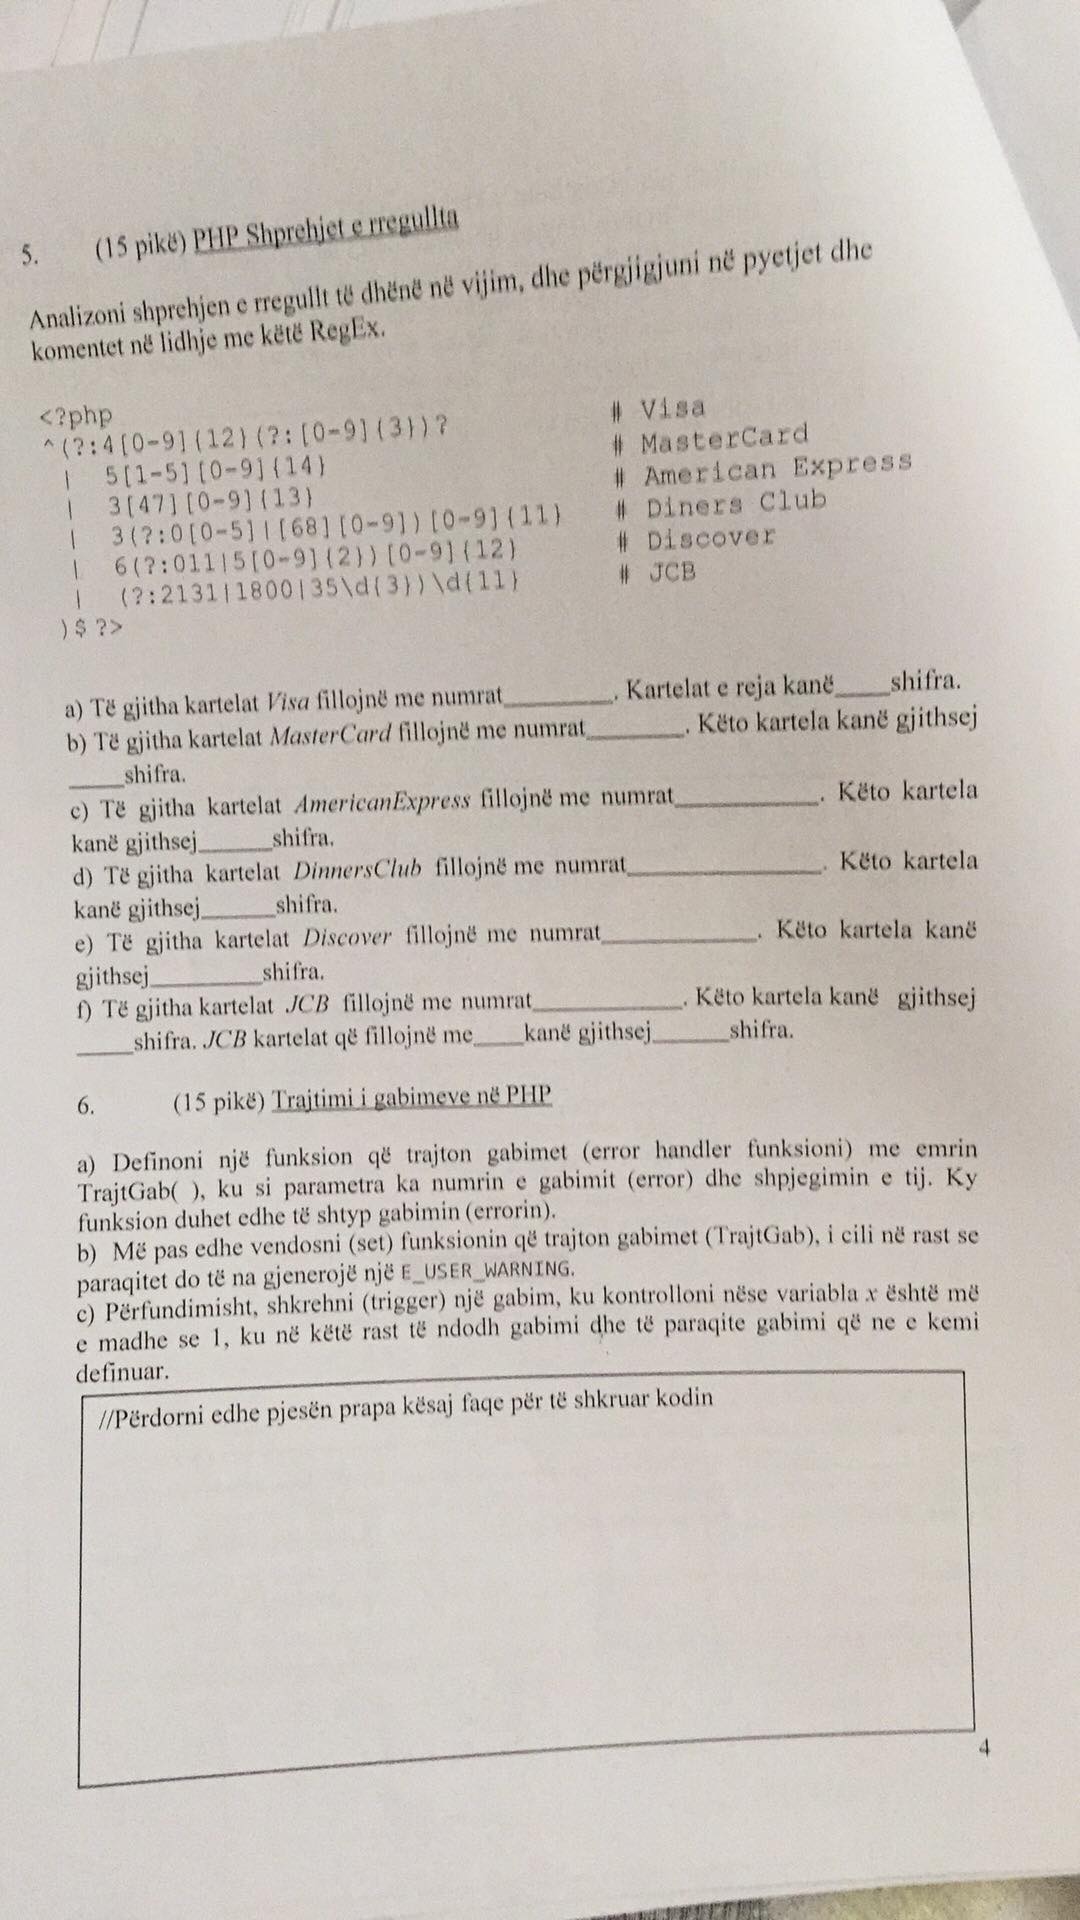 5. (15 pikë) PHP Shprehjet e rregullta
Analizoni shprehjen e rregullt të dhënë në vijim, dhe përgjigjuni në pyetjet dhe
komentet në lidhje me këtë RegEx.
<?php
^(?:4[0-9]{12}(?:[0-9]{3})? # Visa
| 5[1-5][0-9]{14} # MasterCard
| 3[47][0-9]{13} # American Express
| 3(?:0[0-5]|[68][0-9])[0-9]{11} # Diners Club
| 6(?:011|5[0-9]{2})[0-9]{12} # Discover
| (?:2131|1800|35\d{3})\d{11} # JCB
)$ ?>
a) Të gjitha kartelat Visa fillojnë me numrat________. Kartelat e reja kanë____shifra.
b) Të gjitha kartelat MasterCard fillojnë me numrat_______. Këto kartela kanë gjithsej
____shifra.
c) Të gjitha kartelat AmericanExpress fillojnë me numrat__________. Këto kartela
kanë gjithsej_____shifra.
d) Të gjitha kartelat DinnersClub fillojnë me numrat______________. Këto kartela
kanë gjithsej_____shifra.
e) Të gjitha kartelat Discover fillojnë me numrat___________. Këto kartela kanë
gjithsej________shifra.
f) Të gjitha kartelat JCB fillojnë me numrat___________. Këto kartela kanë gjithsej
____shifra. JCB kartelat që fillojnë me____kanë gjithsej______shifra.
6. (15 pikë) Trajtimi i gabimeve në PHP
a) Definoni një funksion që trajton gabimet (error handler funksioni) me emrin
TrajtGab( ), ku si parametra ka numrin e gabimit (error) dhe shpjegimin e tij. Ky
funksion duhet edhe të shtyp gabimin (errorin).
b) Më pas edhe vendosni (set) funksionin që trajton gabimet (TrajtGab), i cili në rast se
paraqitet do të na gjenerojë një E_USER_WARNING.
c) Përfundimisht, shkrehni (trigger) një gabim, ku kontrolloni nëse variabla x është më
e madhe se 1, ku në këtë rast të ndodh gabimi dhe të paraqite gabimi që ne e kemi
definuar.
//Përdorni edhe pjesën prapa kësaj faqe për të shkruar kodin
4